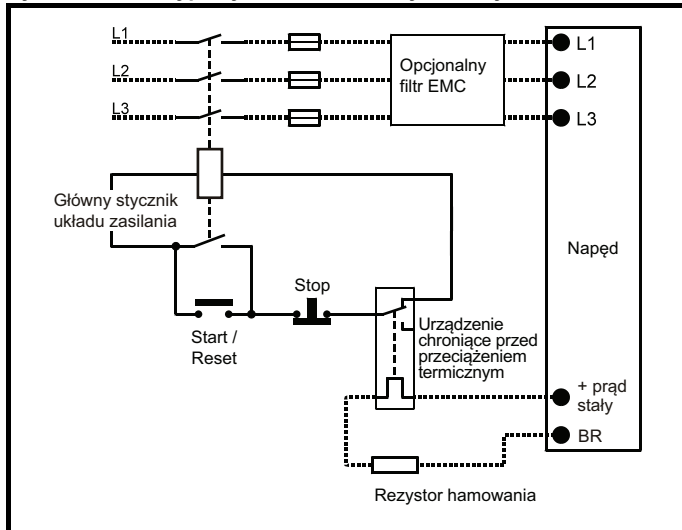 L1
L2
L3
Opcjonalny
filtr EMC
L1
L2
L3
Główny stycznik
układu zasilania
Napęd
Stop
Start /
Reset
Urządzenie
chroniące przed
przeciążeniem
termicznym
+ prąd
stały
BR
Rezystor hamowania